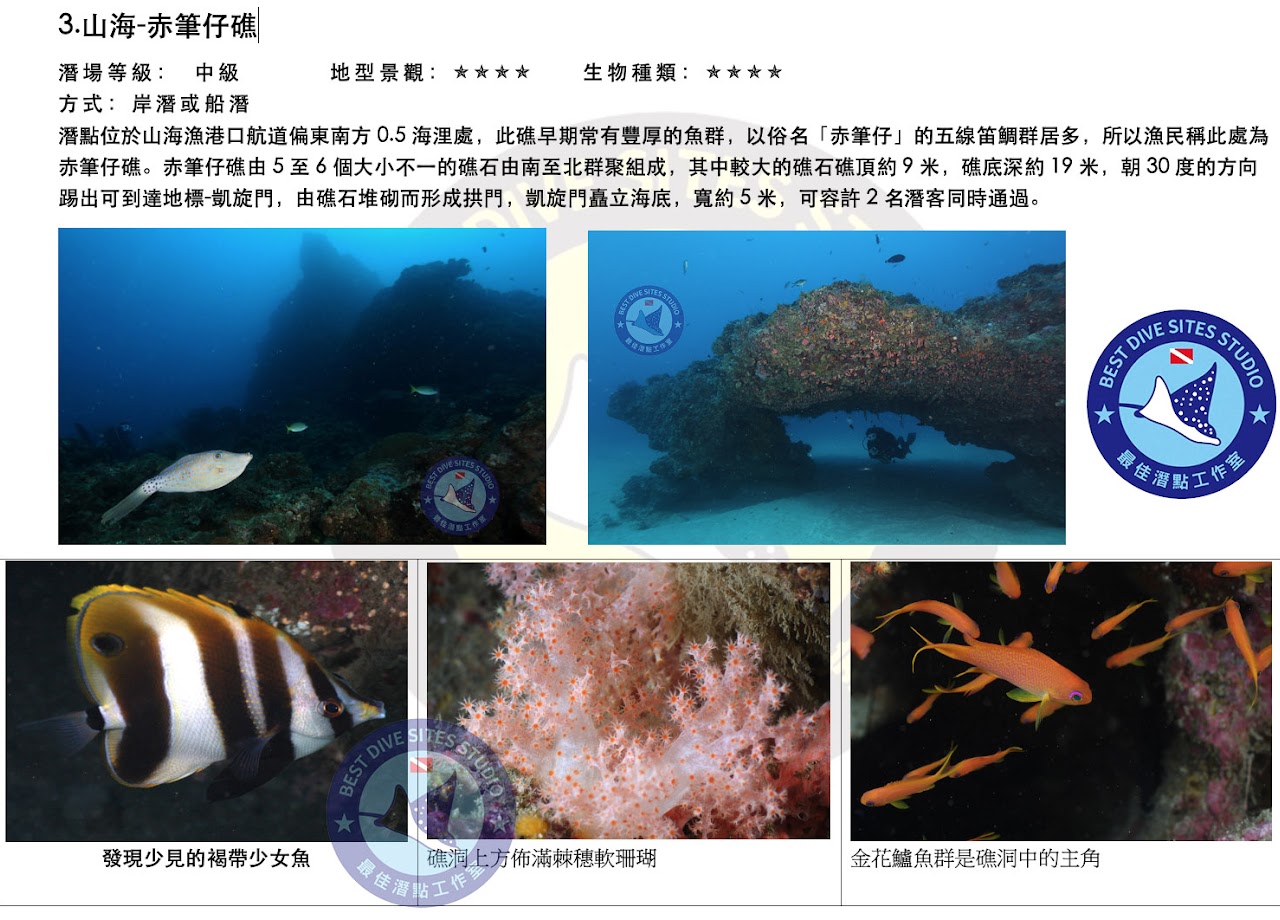 3.山海-赤筆仔礁
潛場等級： 中級 地型景觀：★★★★ 生物種類：★★★★
方式：岸潛或船潛
潛點位於山海漁港口航道偏東南方 0.5 海浬處，此礁早期常有豐厚的魚群，以俗名「赤筆仔」的五線笛鯛群居多，所以漁民稱此處為
赤筆仔礁。赤筆仔礁由 5 至 6 個大小不一的礁石由南至北群聚組成，其中較大的礁石礁頂約 9 米，礁底深約 19 米，朝 30 度的方向
踢出可到達地標-凱旋門，由礁石堆砌而形成拱門，凱旋門矗立海底，寬約 5 米，可容許 2 名潛客同時通過。
BEST DIVE SITES STUDIO
最佳潛點工作室
BEST DIVE SITES STUDIO
最佳潛點工作室
BEST DIVE SITES STUDIO
最佳潛點工作室
BEST DIVE SITES STUDIO
最佳潛點工作室
發現少見的褐帶少女魚
礁洞上方佈滿棘穗軟珊瑚
金花鱸魚群是礁洞中的主角